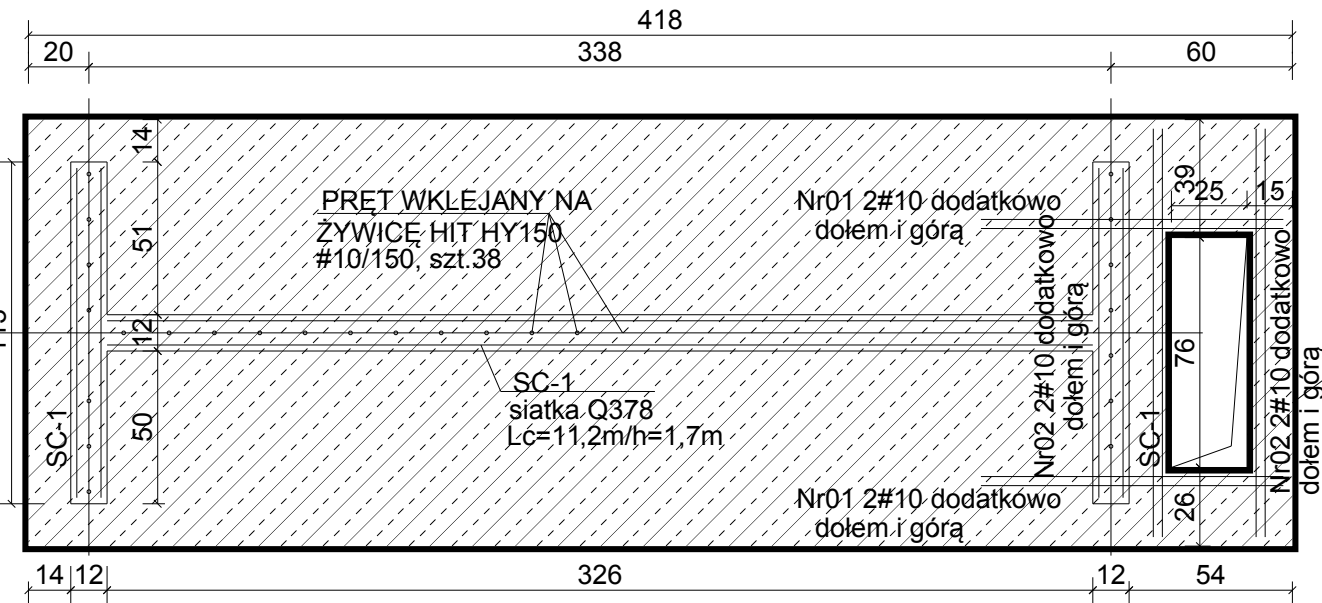 418
20
338
60
14
51
12
50
PRĘT WKLEJANY NA
ŻYWICĘ HIT HY150
#10/150, szt.38
SC-1
siatka Q378
Lc=11,2m/h=1,7m
SC-1
Nr01 2#10 dodatkowo
dołem i górą
Nr02 2#10 dodatkowo
dołem i górą
39
25
15
76
26
SC-1
Nr02 2#10 dodatkowo
dołem i górą
Nr01 2#10 dodatkowo
dołem i górą
14
12
326
12
54